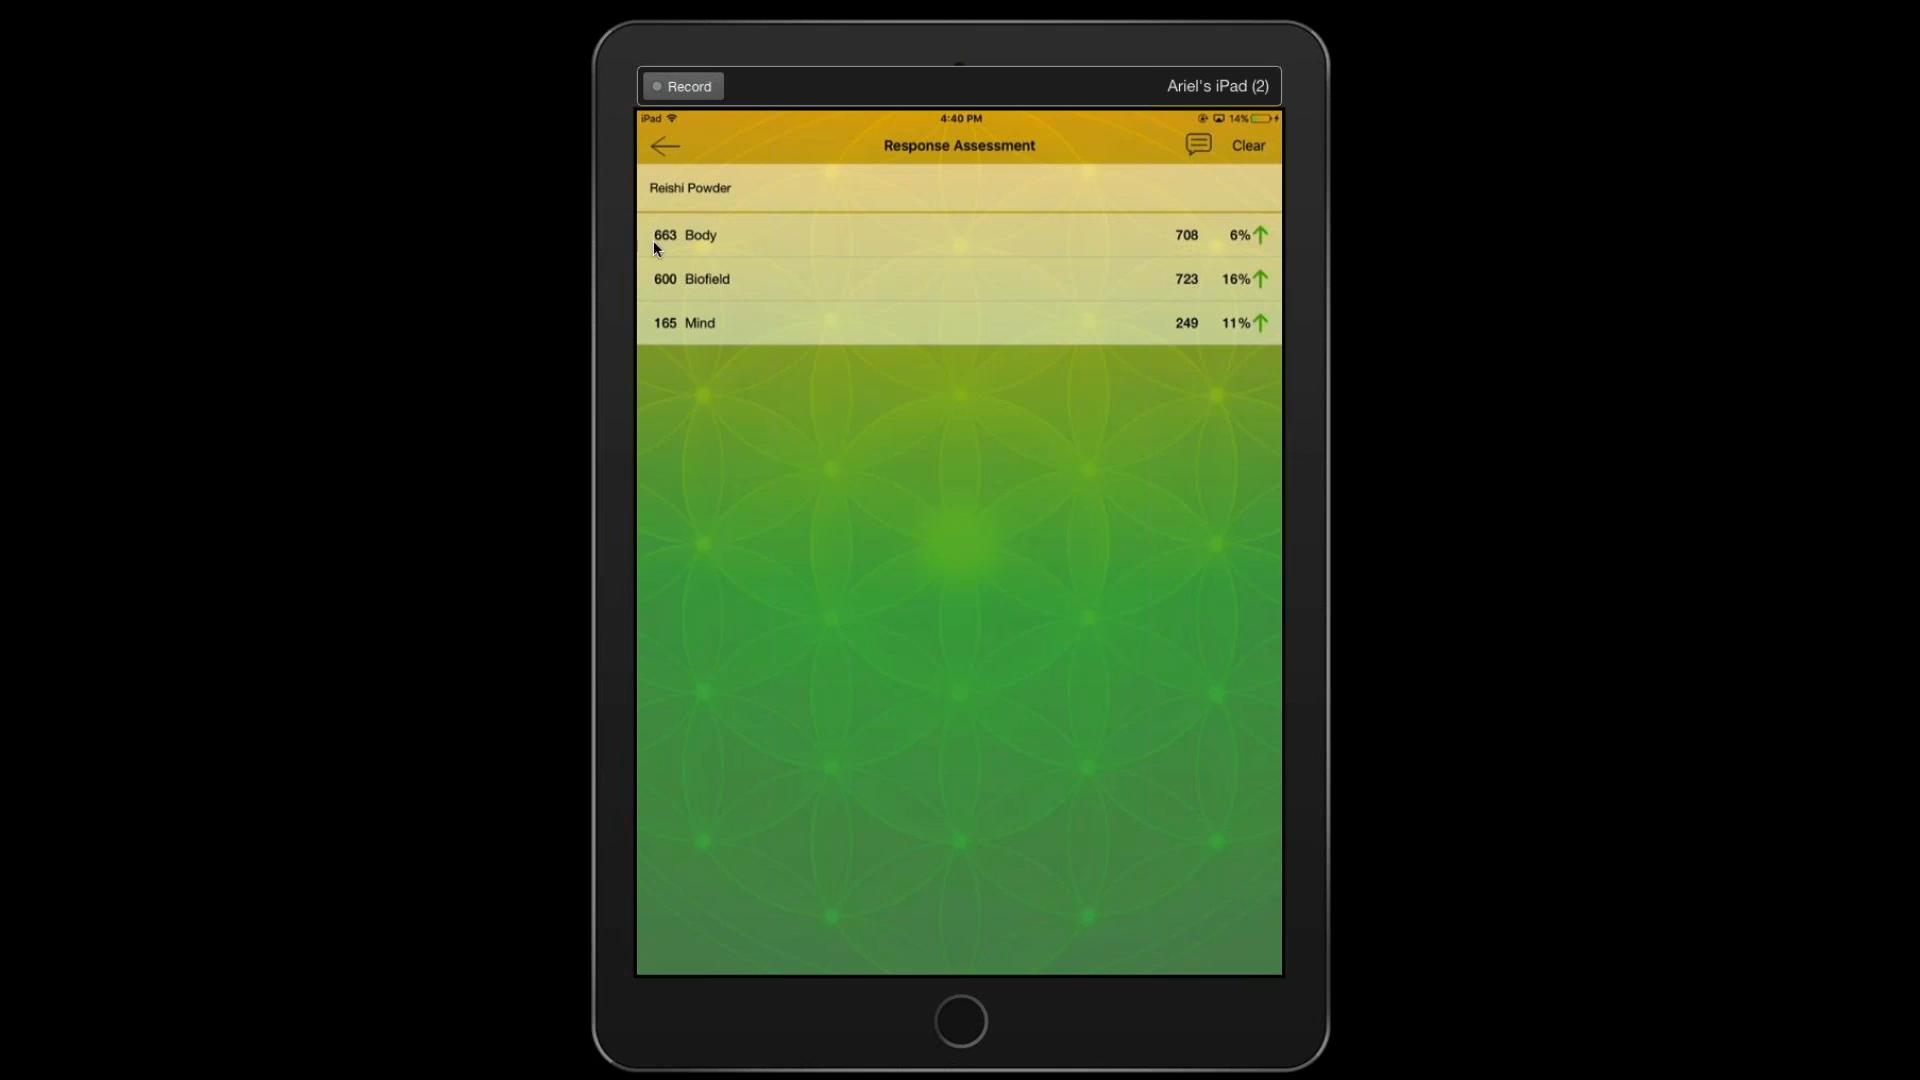 Record Ariel's iPad (2)
iPad 4:40 PM 14%
Response Assessment Clear
Reishi Powder
663 Body 708 6%
600 Biofield 723 16%
165 Mind 249 11%